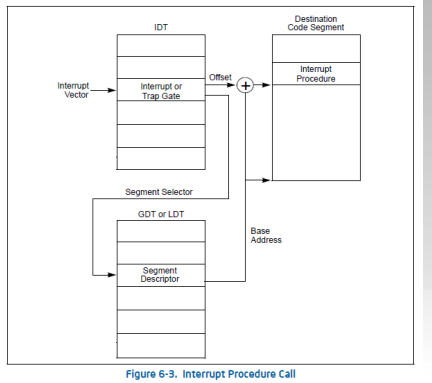 IDT
Destination
Code Segment
Interrupt
Vector
Interrupt or
Trap Gate
Offset
+
Interrupt
Procedure
Segment Selector
GDT or LDT
Base
Address
Segment
Descriptor
Figure 6-3. Interrupt Procedure Call